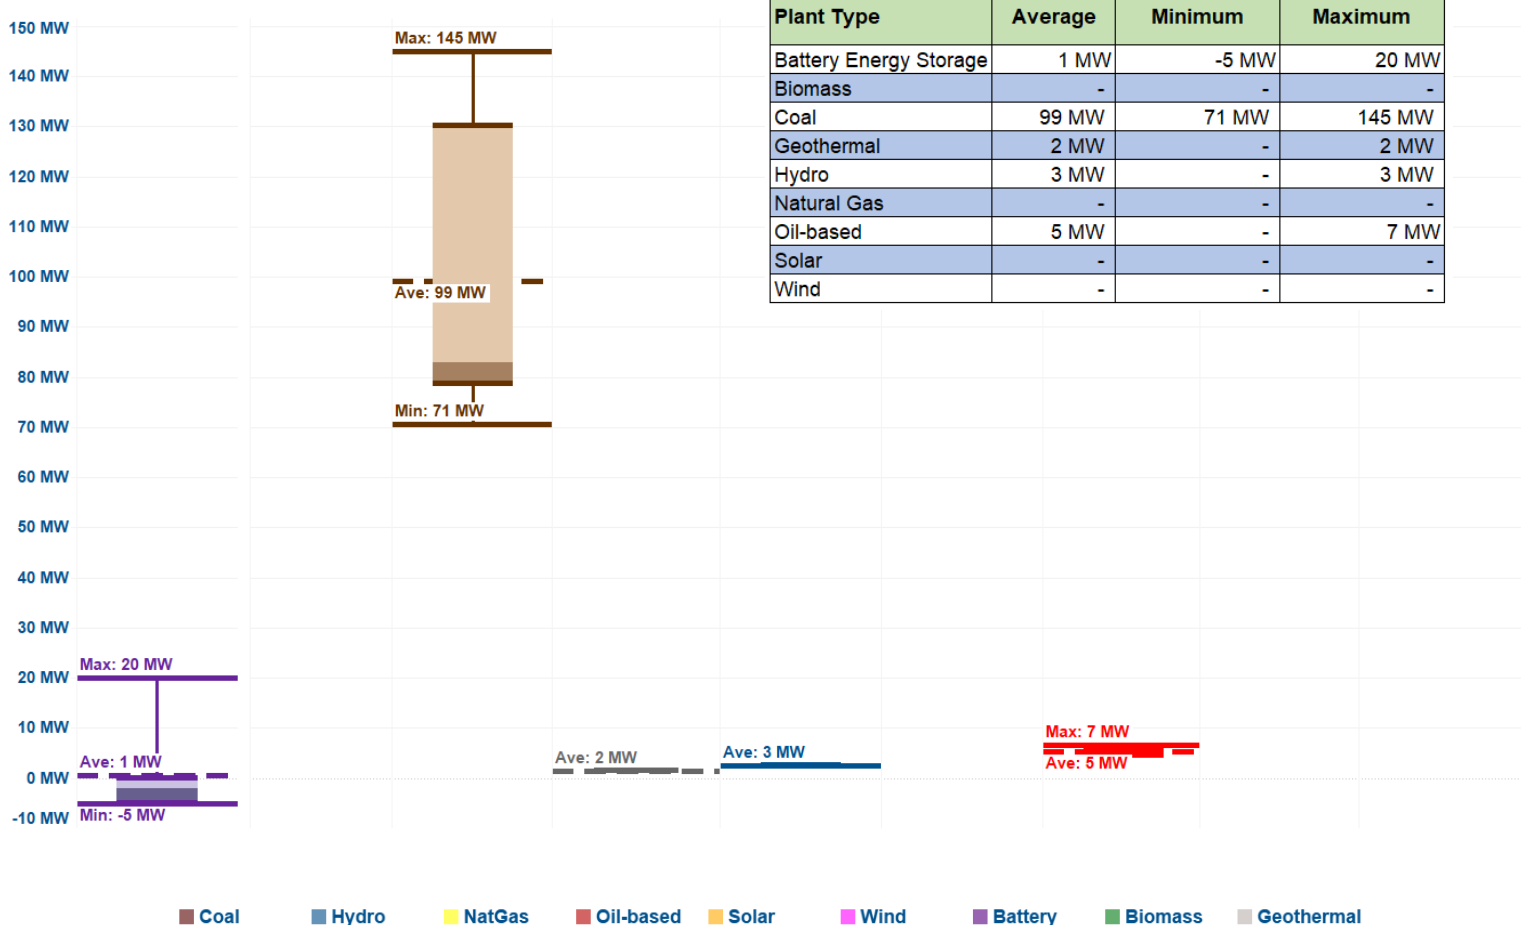 150 MW
140 MW
130 MW
120 MW
110 MW
100 MW
90 MW
80 MW
70 MW
60 MW
50 MW
40 MW
30 MW
20 MW
10 MW
0 MW
-10 MW
Max: 20 MW
Ave: 1 MW
Min: -5 MW
Max: 145 MW
Ave: 99 MW
Min: 71 MW
Ave: 2 MW
Ave: 3 MW
Max: 7 MW
Ave: 5 MW
Plant Type Average Minimum Maximum
Battery Energy Storage 1 MW -5 MW 20 MW
Biomass - - -
Coal 99 MW 71 MW 145 MW
Geothermal 2 MW - 2 MW
Hydro 3 MW - 3 MW
Natural Gas - - -
Oil-based 5 MW - 7 MW
Solar - - -
Wind - - -
Coal Hydro NatGas Oil-based Solar Wind Battery Biomass Geothermal